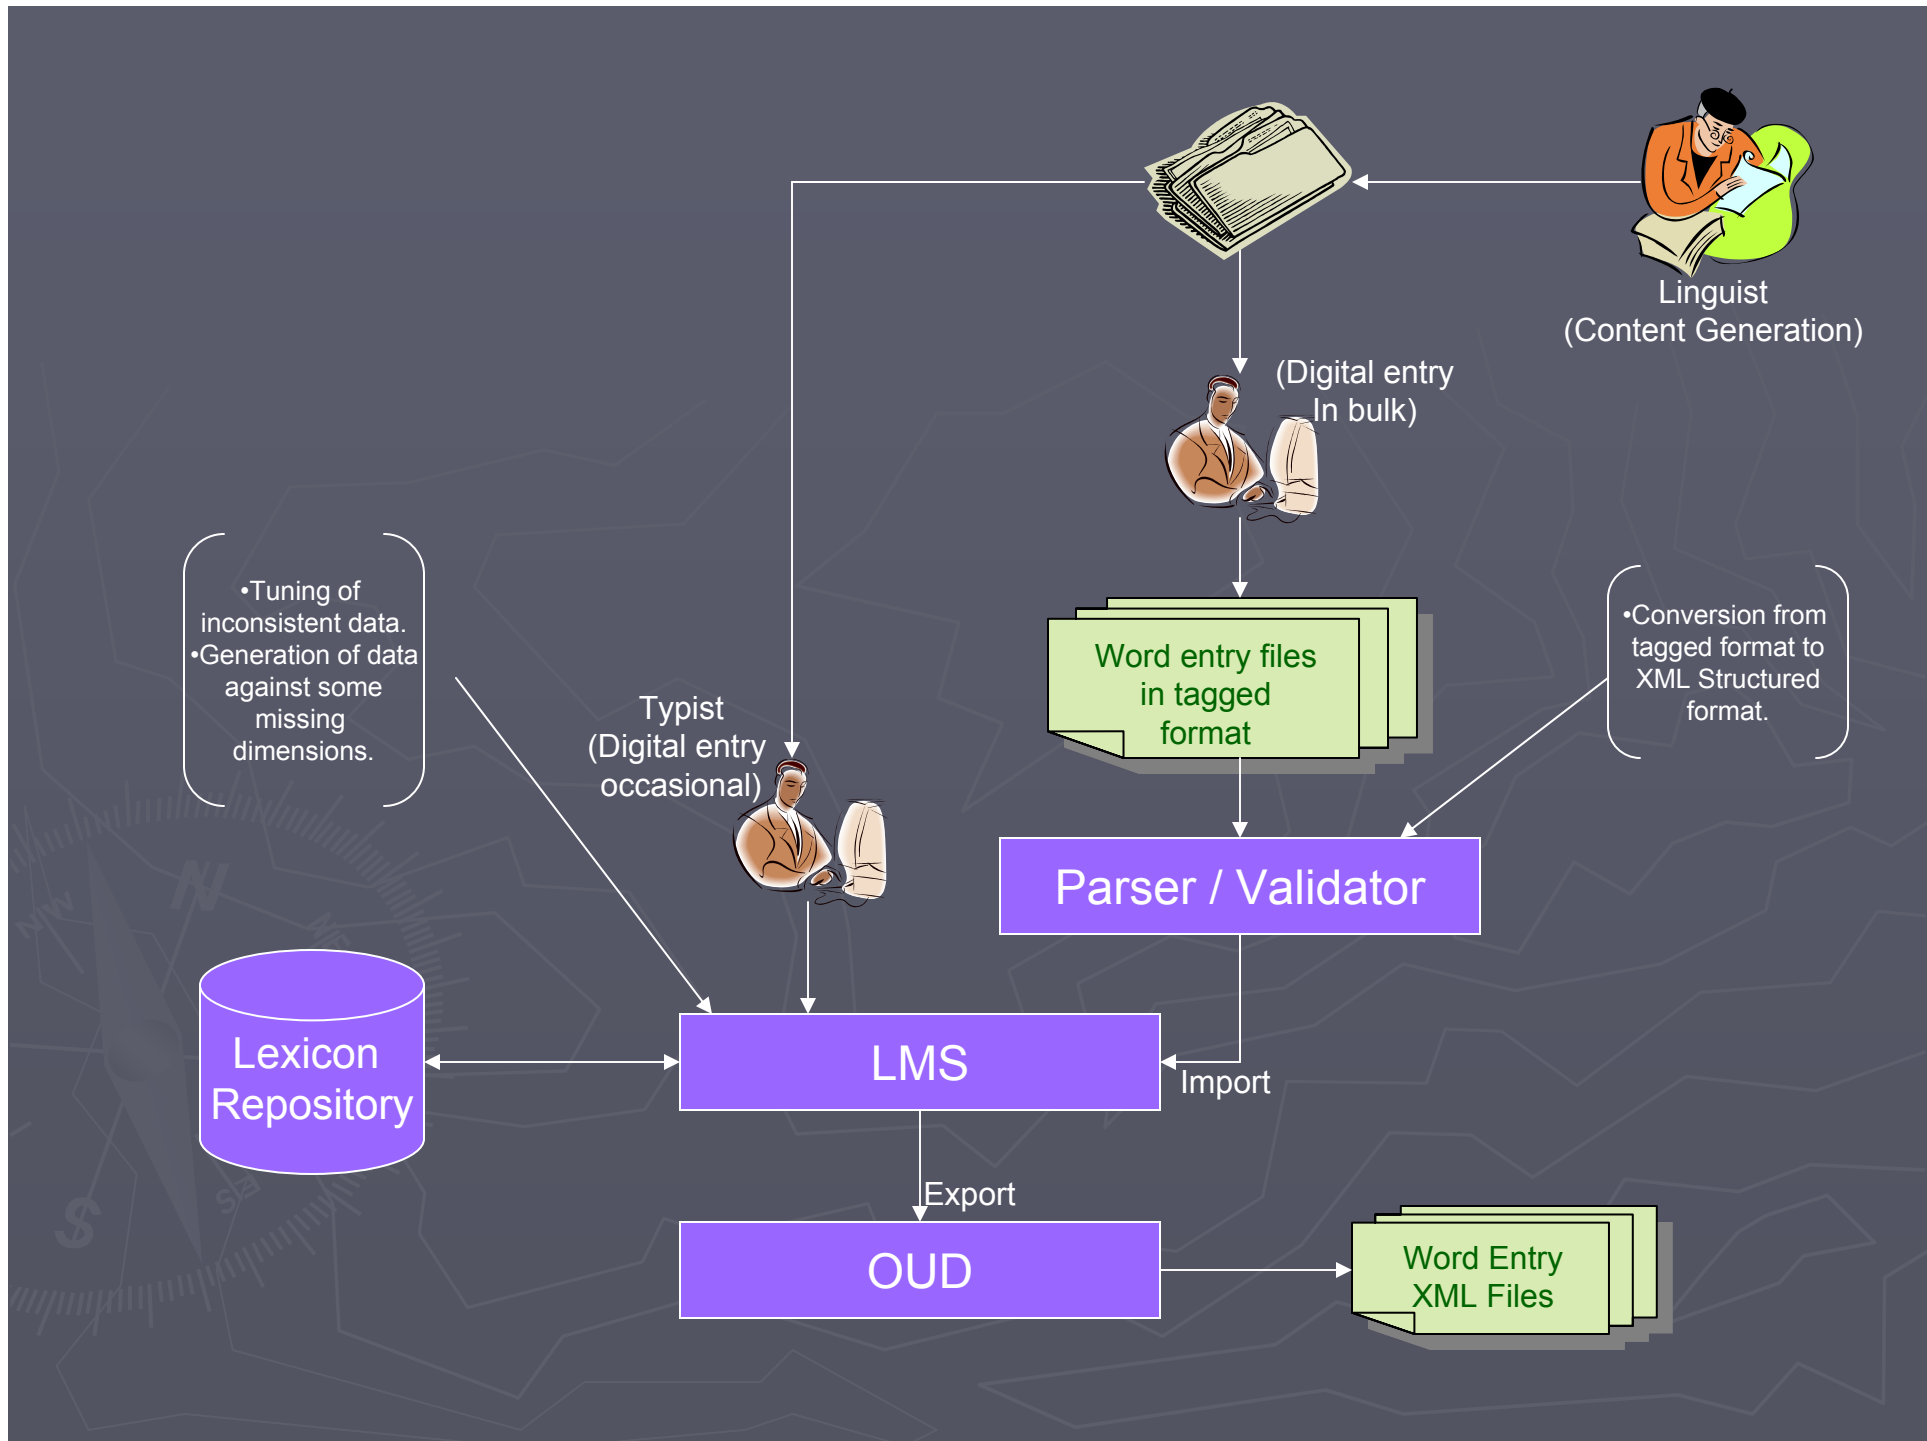 Linguist
(Content Generation)
(Digital entry
In bulk)
•Tuning of
inconsistent data.
•Generation of data
against some
missing
dimensions.
Word entry files
in tagged
format
•Conversion from
tagged format to
XML Structured
format.
Typist
(Digital entry
occasional)
Parser / Validator
Lexicon
Repository
LMS
Import
Export
OUD
Word Entry
XML Files
N
S